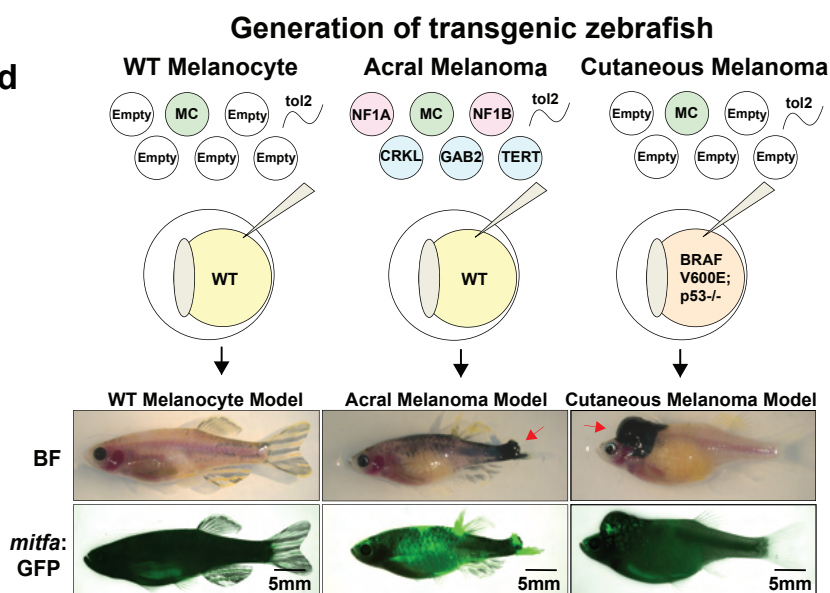 Generation of transgenic zebrafish
d
WT Melanocyte
Acral Melanoma
Cutaneous Melanoma
Empty
MC
Empty
tol2
Empty
Empty
Empty
NF1A
MC
NF1B
tol2
CRKL
GAB2
TERT
Empty
MC
Empty
tol2
Empty
Empty
Empty
WT
WT
BRAF
V600E;
p53-/-
WT Melanocyte Model
Acral Melanoma Model
Cutaneous Melanoma Model
BF
mitfa:
GFP
5mm
5mm
5mm